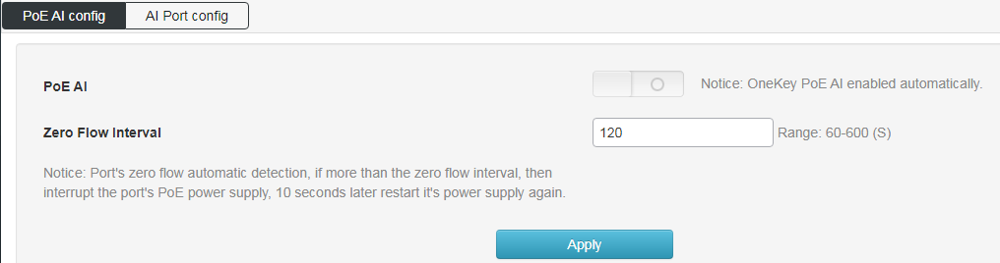 PoE AI config
AI Port config
PoE AI
Notice: OneKey PoE AI enabled automatically.
Zero Flow Interval
120
Range: 60-600 (S)
Notice: Port's zero flow automatic detection, if more than the zero flow interval, then
interrupt the port's PoE power supply, 10 seconds later restart it's power supply again.
Apply